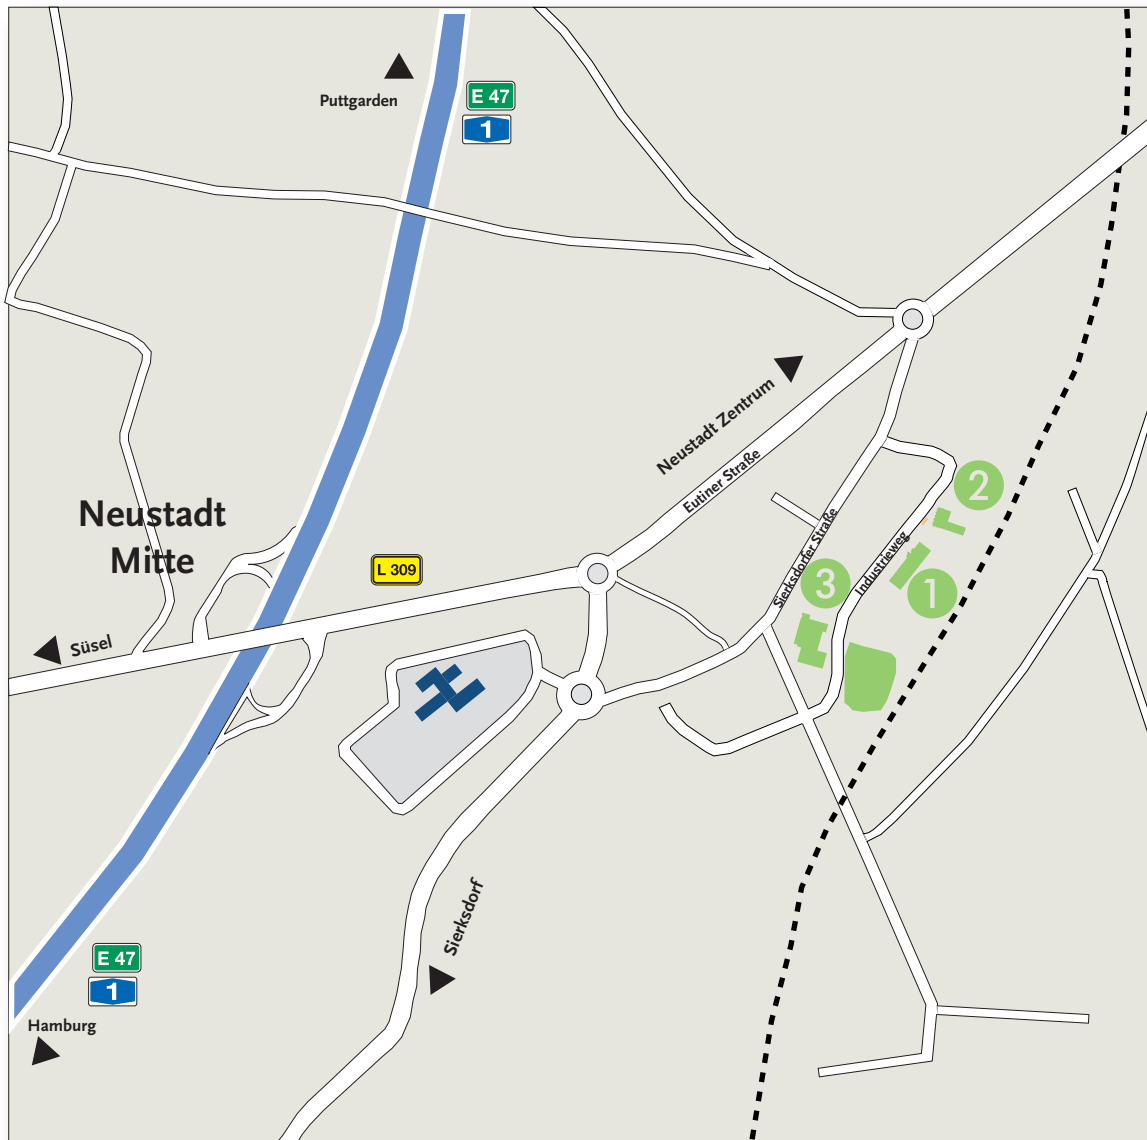 Puttgarden
E 47
1
Neustadt Zentrum
Eutiner Straße
2
Neustadt
Mitte
L 309
Sierksdorfer Straße
Industrieweg
3
1
Süsel
Sierksdorf
E 47
1
Hamburg